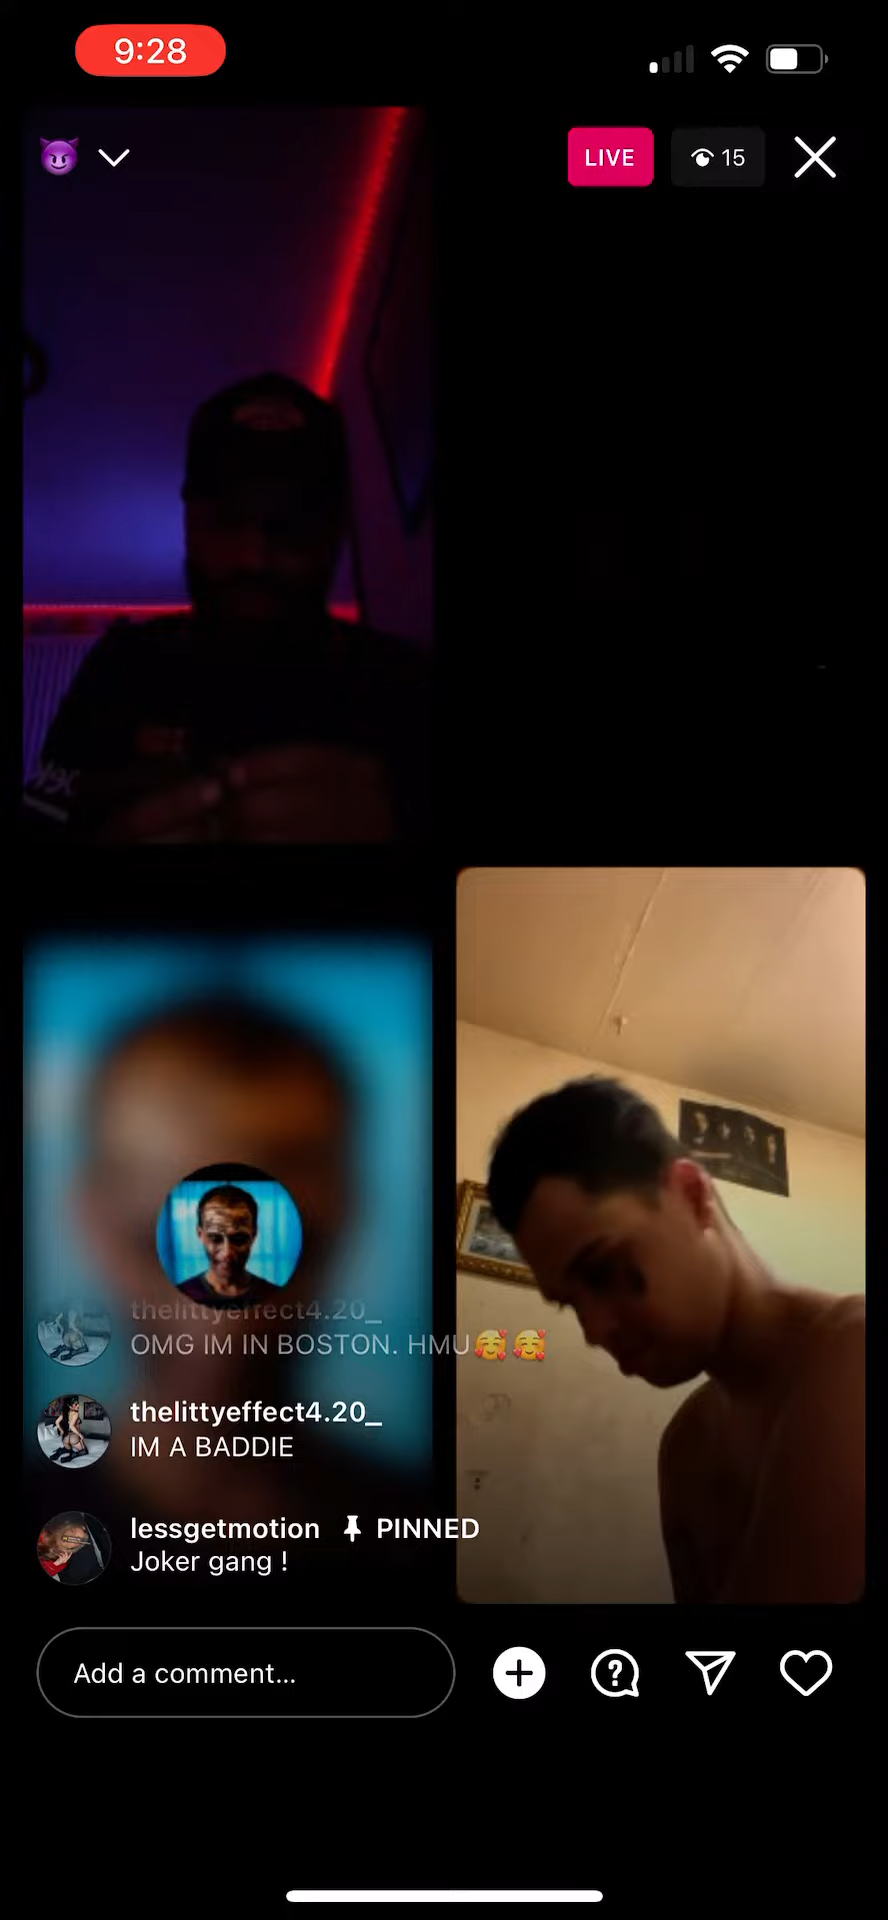 9:28
LIVE
15
thelittyeffect4.20_
OMG IM IN BOSTON. HMU🥰🥰
thelittyeffect4.20_
IM A BADDIE
lessgetmotion PINNED
Joker gang !
Add a comment...